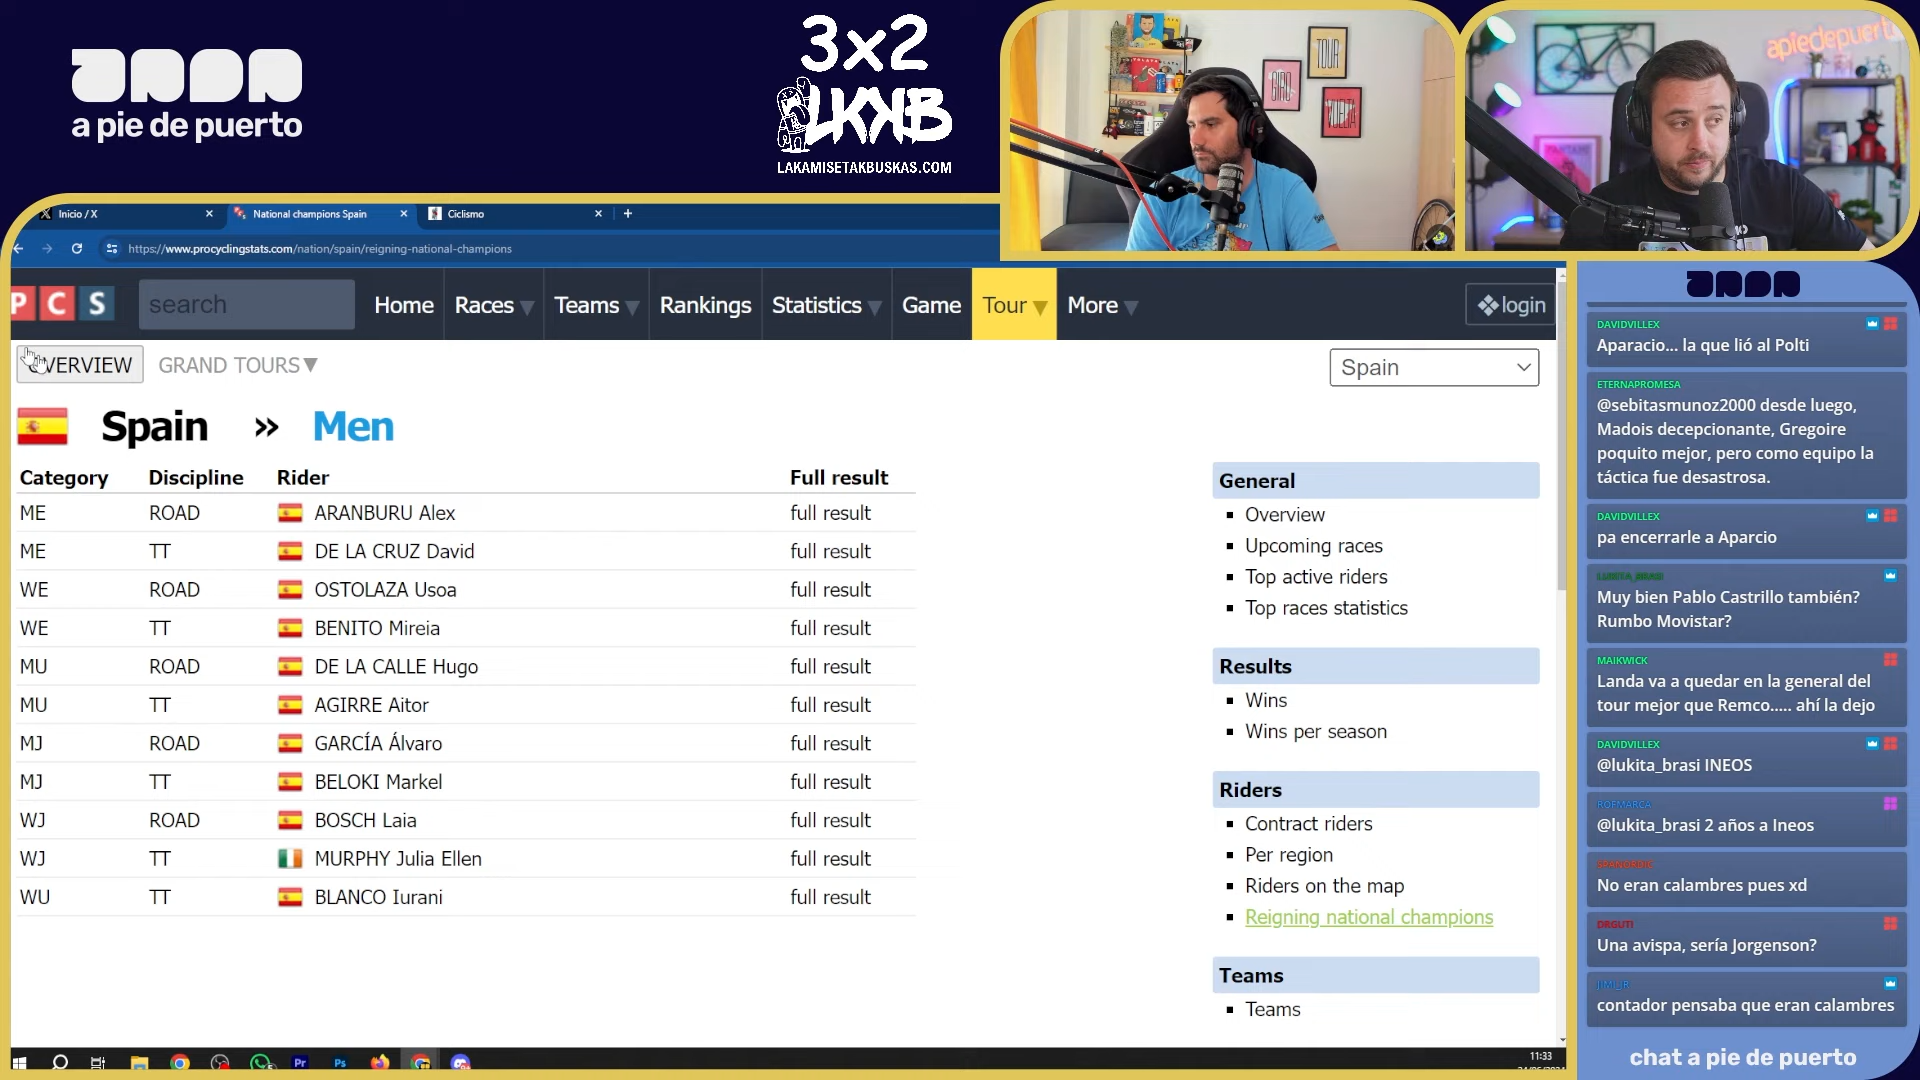 a pie de puerto
3x2
LKKB
LAKAMISETAKBUSKAS.COM
TOUR
GIRO
VUELTA
apiedepuerto
Inicio / X
National champions Spain
Ciclismo
https://www.procyclingstats.com/nation/spain/reigning-national-champions
P C S
search
Home
Races
Teams
Rankings
Statistics
Game
Tour
More
login
OVERVIEW
GRAND TOURS
Spain
Spain » Men
Category Discipline Rider Full result
ME ROAD ARANBURU Alex full result
ME TT DE LA CRUZ David full result
WE ROAD OSTOLAZA Usoa full result
WE TT BENITO Mireia full result
MU ROAD DE LA CALLE Hugo full result
MU TT AGIRRE Aitor full result
MJ ROAD GARCÍA Álvaro full result
MJ TT BELOKI Markel full result
WJ ROAD BOSCH Laia full result
WJ TT MURPHY Julia Ellen full result
WU TT BLANCO Iurani full result
General
Overview
Upcoming races
Top active riders
Top races statistics
Results
Wins
Wins per season
Riders
Contract riders
Per region
Riders on the map
Reigning national champions
Teams
Teams
DAVIDVILLEX
Aparacio... la que lió al Polti
ETERNAPROMESA
@sebitasmunoz2000 desde luego,
Madois decepcionante, Gregoire
poquito mejor, pero como equipo la
táctica fue desastrosa.
DAVIDVILLEX
pa encerrarle a Aparcio
LUKITA_BRASI
Muy bien Pablo Castrillo también?
Rumbo Movistar?
MAIKWICK
Landa va a quedar en la general del
tour mejor que Remco..... ahí la dejo
DAVIDVILLEX
@lukita_brasi INEOS
ROFMARCA
@lukita_brasi 2 años a Ineos
No eran calambres pues xd
DRGUTI
Una avispa, sería Jorgenson?
contador pensaba que eran calambres
chat a pie de puerto
Pr
Ps
11:33